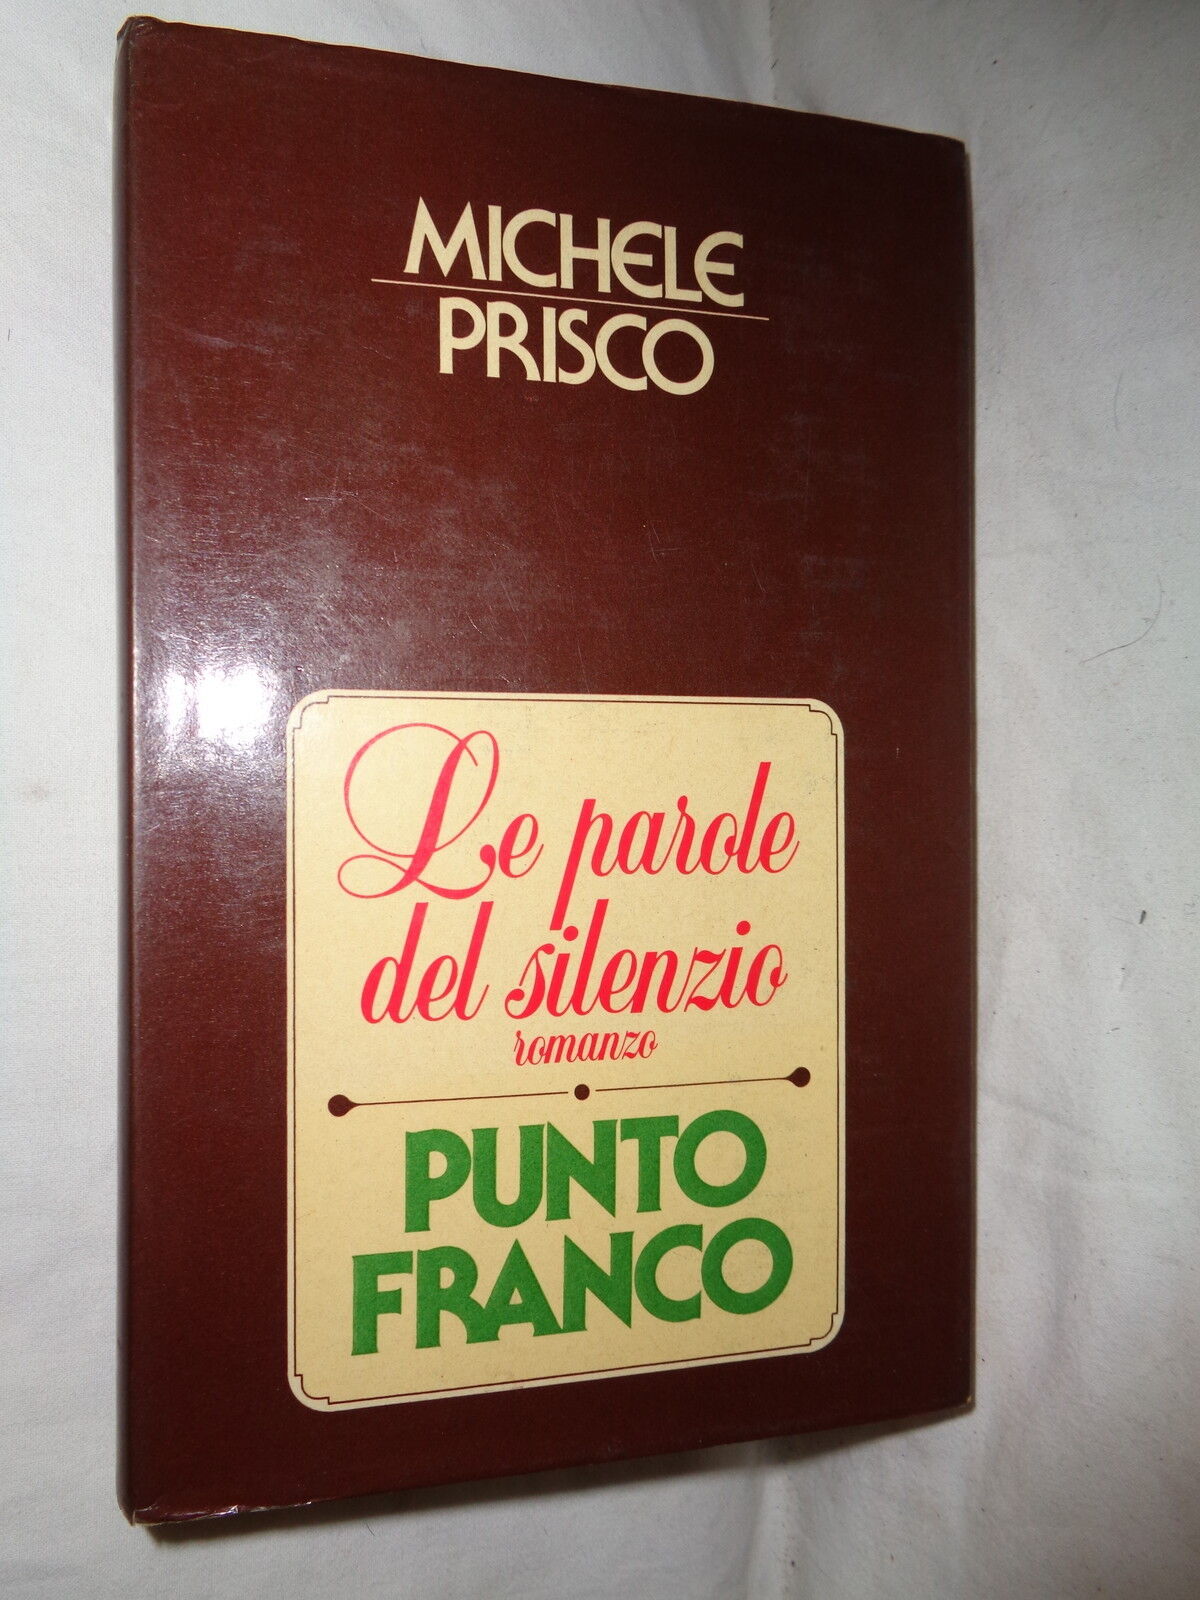 MICHELE
PRISCO
Le parole
del silenzio
romanzo
PUNTO
FRANCO